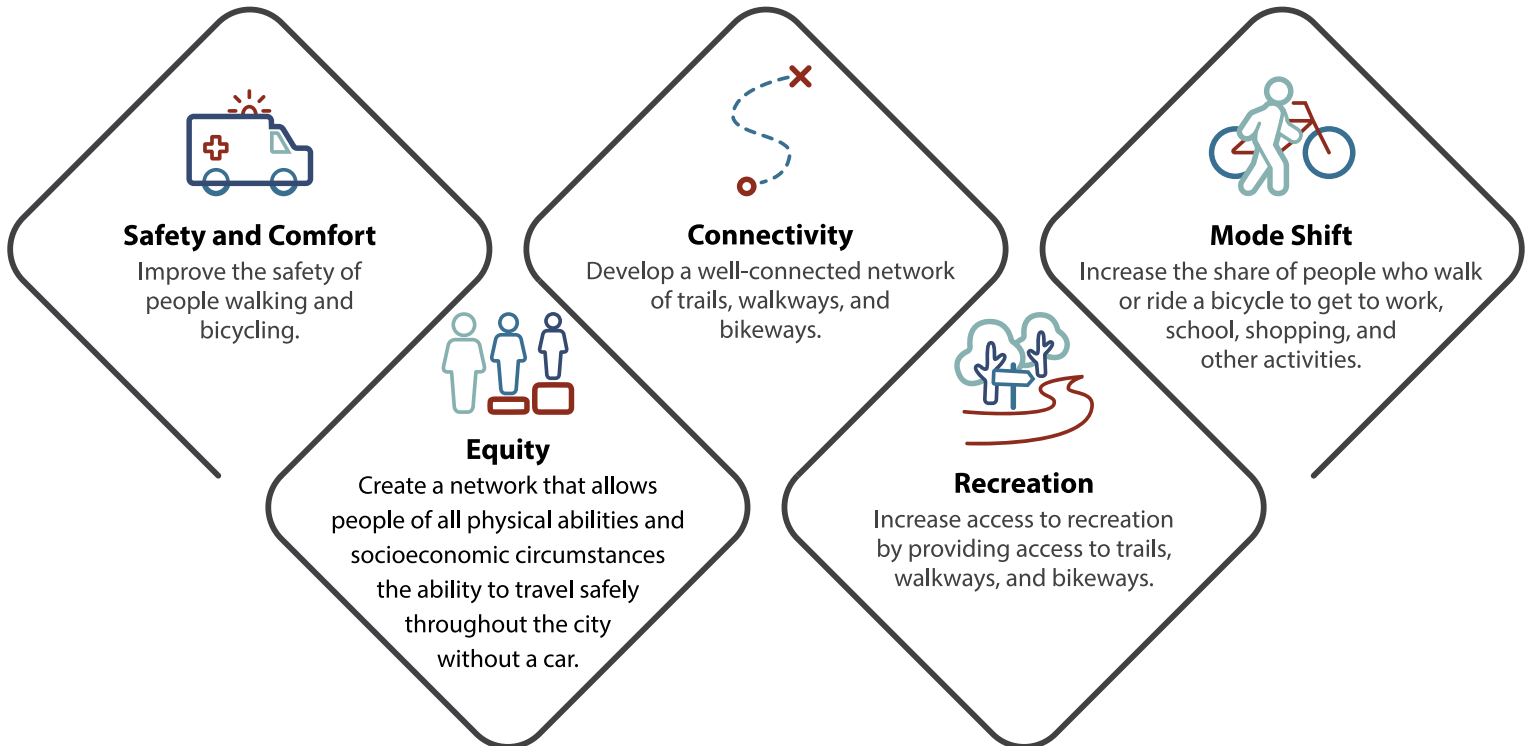 Safety and Comfort
Improve the safety of
people walking and
bicycling.
Equity
Create a network that allows
people of all physical abilities and
socioeconomic circumstances
the ability to travel safely
throughout the city
without a car.
Connectivity
Develop a well-connected network
of trails, walkways, and
bikeways.
Recreation
Increase access to recreation
by providing access to trails,
walkways, and bikeways.
Mode Shift
Increase the share of people who walk
or ride a bicycle to get to work,
school, shopping, and
other activities.